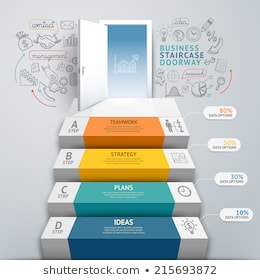 contact
management
BUSINESS
STAIRCASE
DOORWAY
80%
DATA OPTIONS
A
STEP
TEAMWORK
50%
DATA OPTIONS
B
STEP
STRATEGY
30%
DATA OPTIONS
C
STEP
PLANS
10%
DATA OPTIONS
D
STEP
IDEAS
shutterstock.com • 215693872